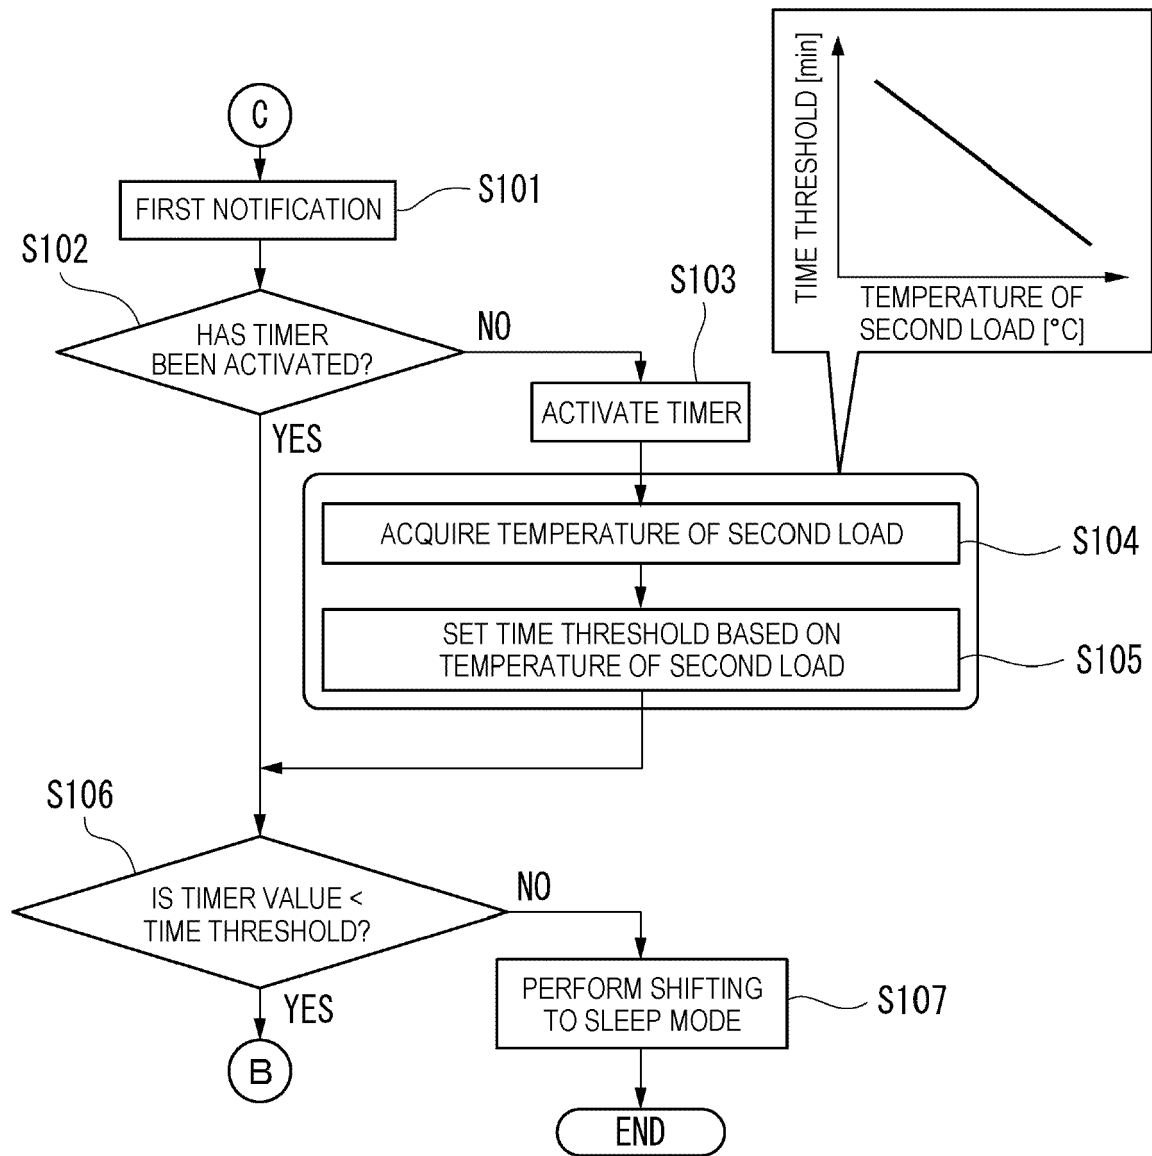 C
FIRST NOTIFICATION
S101
S102
HAS TIMER
BEEN ACTIVATED?
NO
YES
S103
ACTIVATE TIMER
TIME THRESHOLD [min]
TEMPERATURE OF
SECOND LOAD [°C]
ACQUIRE TEMPERATURE OF SECOND LOAD
S104
SET TIME THRESHOLD BASED ON
TEMPERATURE OF SECOND LOAD
S105
S106
IS TIMER VALUE <
TIME THRESHOLD?
NO
YES
PERFORM SHIFTING
TO SLEEP MODE
S107
B
END